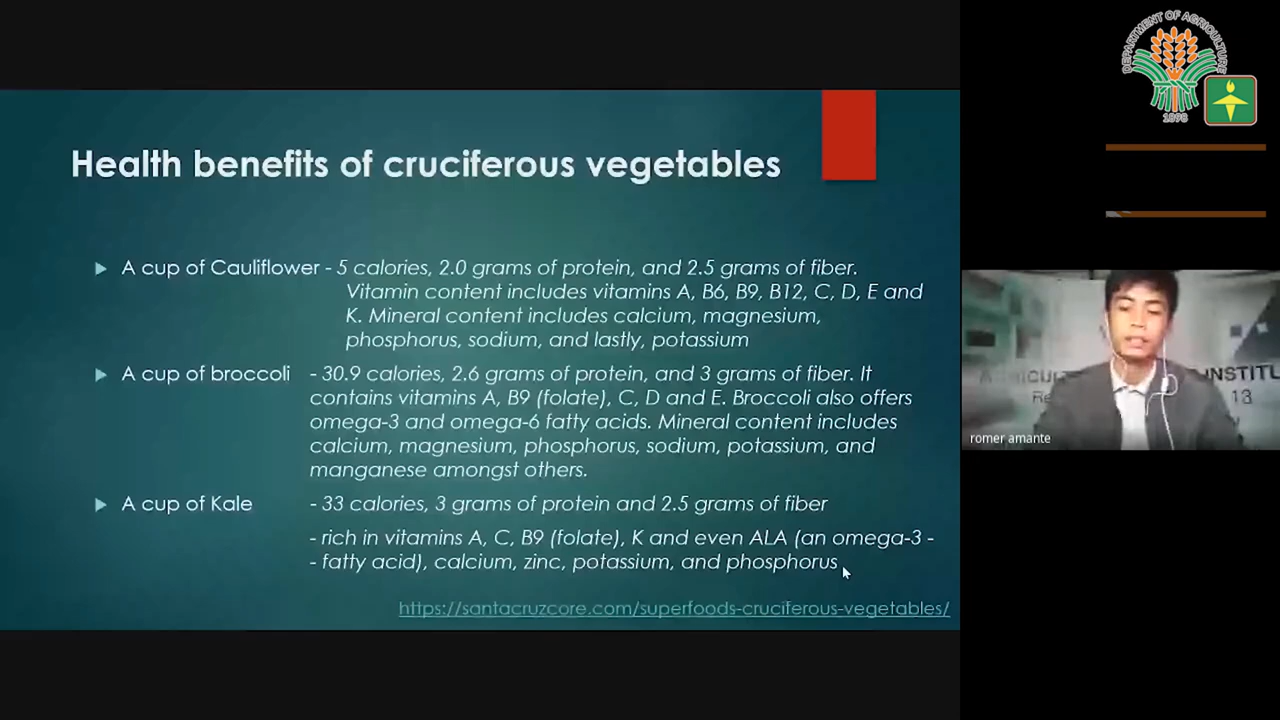 Health benefits of cruciferous vegetables
A cup of Cauliflower - 5 calories, 2.0 grams of protein, and 2.5 grams of fiber.
Vitamin content includes vitamins A, B6, B9, B12, C, D, E and
K. Mineral content includes calcium, magnesium,
phosphorus, sodium, and lastly, potassium
A cup of broccoli - 30.9 calories, 2.6 grams of protein, and 3 grams of fiber. It
contains vitamins A, B9 (folate), C, D and E. Broccoli also offers
omega-3 and omega-6 fatty acids. Mineral content includes
calcium, magnesium, phosphorus, sodium, potassium, and
manganese amongst others.
A cup of Kale - 33 calories, 3 grams of protein and 2.5 grams of fiber
- rich in vitamins A, C, B9 (folate), K and even ALA (an omega-3 -
- fatty acid), calcium, zinc, potassium, and phosphorus
https://santacruzcore.com/superfoods-cruciferous-vegetables/
DEPARTMENT OF AGRICULTURE
1898
INSTIT
13
romer amante